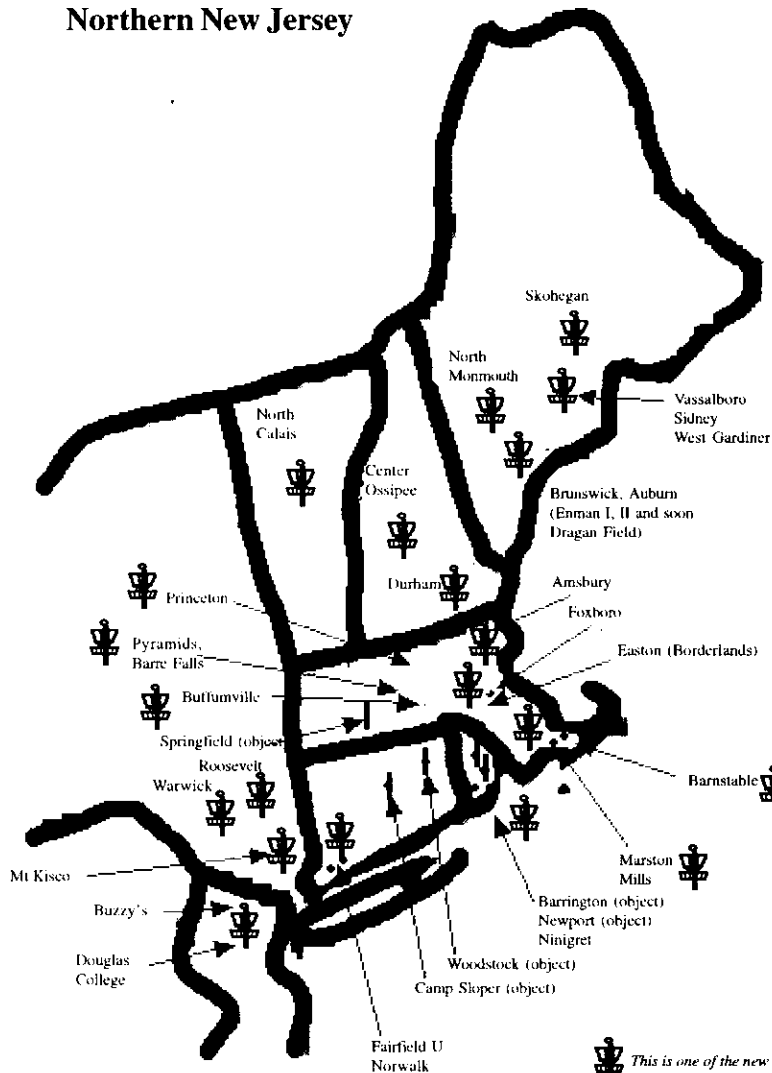 Northern New Jersey
Skohegan
North
Monmouth
Vassalboro
Sidney
West Gardiner
North
Calais
Center
Ossipee
Brunswick, Auburn
(Enman I, II and soon
Dragan Field)
Durham
Amsbury
Princeton
Foxboro
Pyramids,
Barre Falls
Easton (Borderlands)
Buffumville
Springfield (object)
Roosevelt
Warwick
Barnstable
Mt Kisco
Marston
Mills
Buzzy's
Barrington (object)
Newport (object)
Ninigret
Douglas
College
Woodstock (object)
Camp Sloper (object)
Fairfield U
Norwalk
This is one of the new